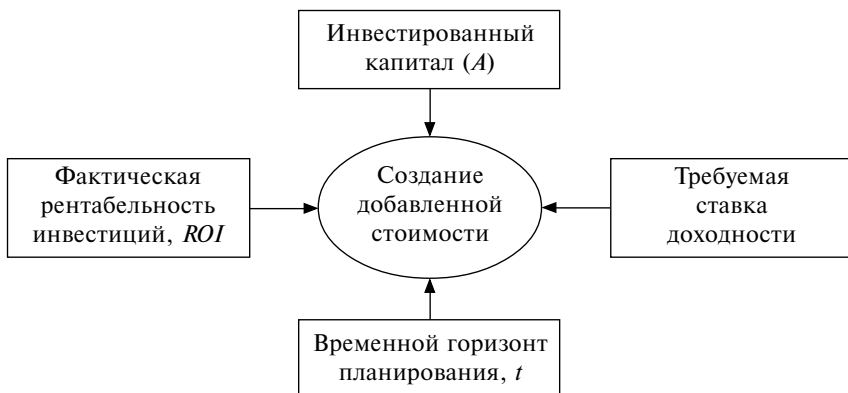 Инвестированный
капитал (A)
Фактическая
рентабельность
инвестиций, ROI
Создание
добавленной
стоимости
Требуемая
ставка
доходности
Временной горизонт
планирования, t